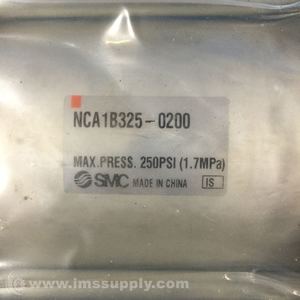 NCA1B325-0200
MAX.PRESS. 250PSI (1.7MPa)
SMC MADE IN CHINA IS
www.imssupply.com